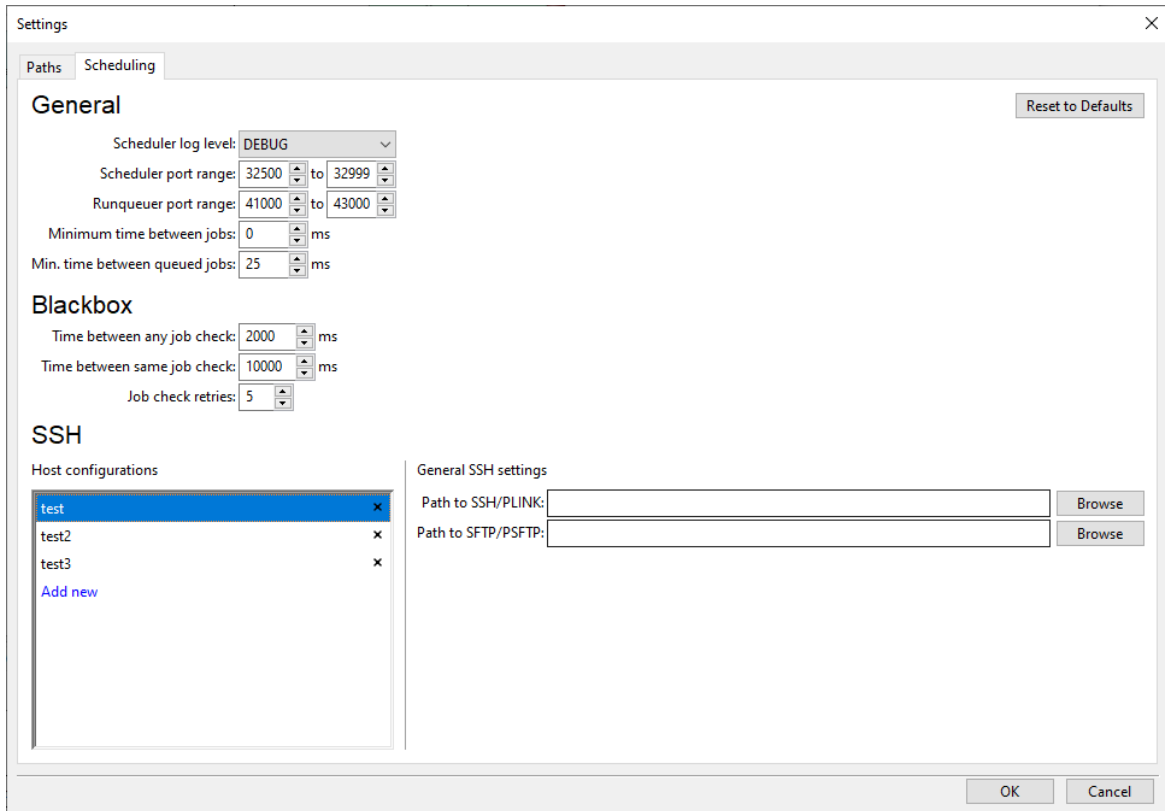 Settings
Paths Scheduling
General
Reset to Defaults
Scheduler log level: DEBUG
Scheduler port range: 32500 to 32999
Runqueuer port range: 41000 to 43000
Minimum time between jobs: 0 ms
Min. time between queued jobs: 25 ms
Blackbox
Time between any job check: 2000 ms
Time between same job check: 10000 ms
Job check retries: 5
SSH
Host configurations
test
test2
test3
Add new
General SSH settings
Path to SSH/PLINK: Browse
Path to SFTP/PSFTP: Browse
OK Cancel